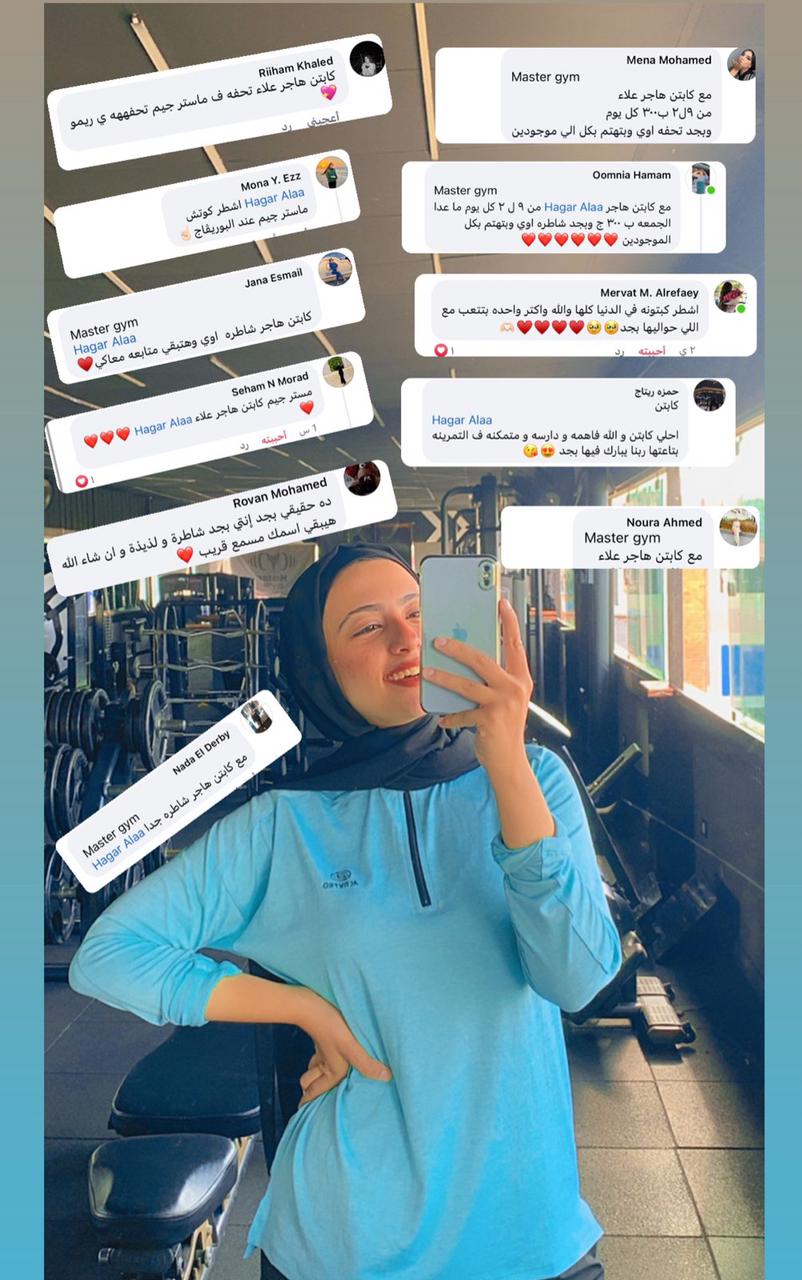 Riiham Khaled
كابتن هاجر علاء تحفه ف ماستر جيم تحفههه ي ريمو
💖
أعجبني رد
Mona Y. Ezz
Hagar Alaa اشطر كوتش
ماستر چيم عند البوريڤاج ☝🏻
Jana Esmail
Master gym
Hagar Alaa
كابتن هاجر شاطره اوي وهتبقي متابعه معاكي ❤️
Seham N Morad
مستر جيم كابتن هاجر علاء Hagar Alaa ❤️❤️❤️
❤️
٦ س أحببته رد
١
Rovan Mohamed
ده حقيقي بجد إنتي بجد شاطرة و لذيذة و ان شاء الله
هيبقي اسمك مسمع قريب ❤️
Nada El Derby
مع كابتن هاجر شاطره جدا
Master gym
Hagar Alaa
Mena Mohamed
Master gym
مع كابتن هاجر علاء
من ٩ل٢ ب٣٠٠ كل يوم
وبجد تحفه اوي وبتهتم بكل الي موجودين
Oomnia Hamam
Master gym
مع كابتن هاجر Hagar Alaa من ٩ ل ٢ كل يوم ما عدا
الجمعه ب ٣٠٠ ج وبجد شاطره اوي وبتهتم بكل
الموجودين ❤️❤️❤️❤️❤️❤️
Mervat M. Alrefaey
اشطر كبتونه في الدنيا كلها والله واكتر واحده بتتعب مع
اللي حواليها بجد🥹🥹❤️❤️❤️❤️🫶🏻
٢ ي أحببته رد
١
حمزه ريتاج
كابتن
Hagar Alaa
احلي كابتن و الله فاهمه و دارسه و متمكنه ف التمرينه
بتاعتها ربنا يبارك فيها بجد 😍😘
Noura Ahmed
Master gym
مع كابتن هاجر علاء